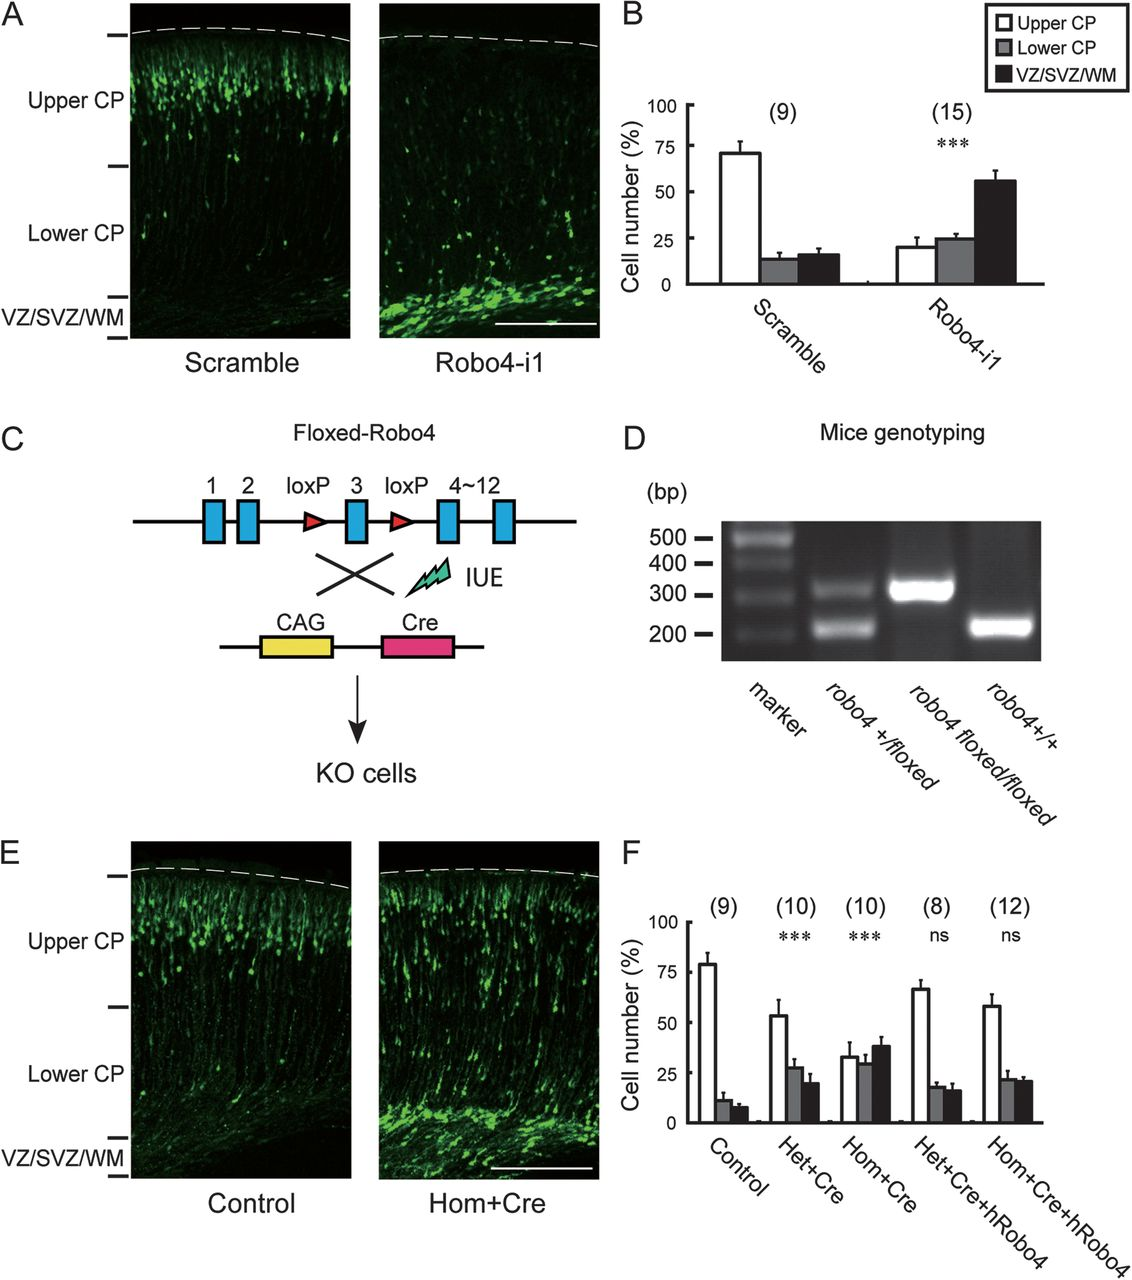 A
Upper CP
Lower CP
VZ/SVZ/WM
Scramble
Robo4-i1
B
Upper CP
Lower CP
VZ/SVZ/WM
Cell number (%)
100
75
50
25
0
(9)
(15)
***
Scramble
Robo4-i1
C
Floxed-Robo4
1 2 loxP 3 loxP 4~12
IUE
CAG Cre
KO cells
D
Mice genotyping
(bp)
500
400
300
200
marker
robo4 +/floxed
robo4 floxed/floxed
robo4+/+
E
Upper CP
Lower CP
VZ/SVZ/WM
Control
Hom+Cre
F
Cell number (%)
100
75
50
25
0
(9) (10) (10) (8) (12)
*** *** ns ns
Control
Het+Cre
Hom+Cre
Het+Cre+hRobo4
Hom+Cre+hRobo4